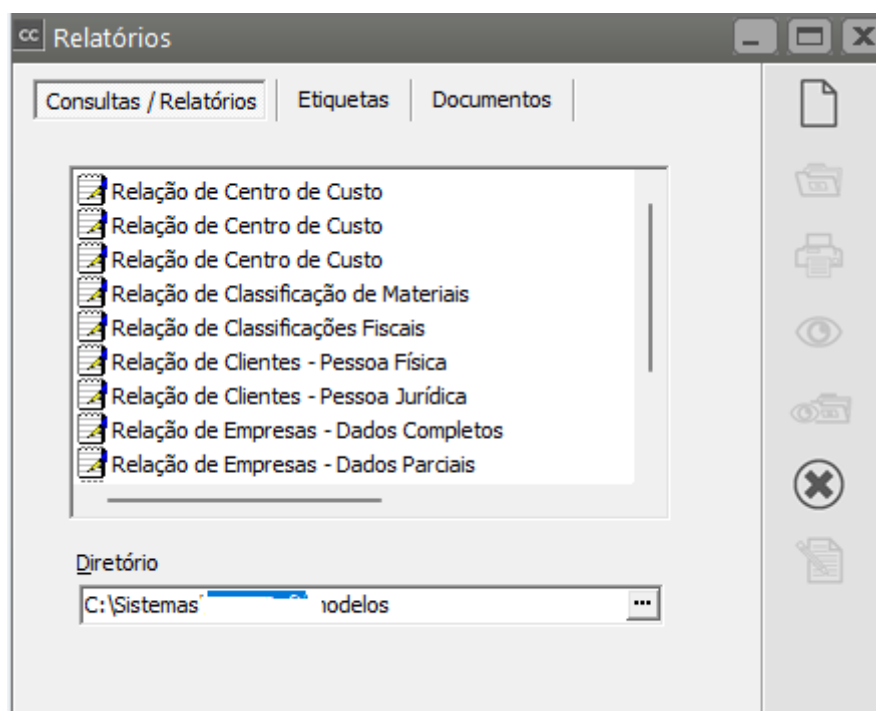 cc Relatórios
Consultas / Relatórios Etiquetas Documentos
Relação de Centro de Custo
Relação de Centro de Custo
Relação de Centro de Custo
Relação de Classificação de Materiais
Relação de Classificações Fiscais
Relação de Clientes - Pessoa Física
Relação de Clientes - Pessoa Jurídica
Relação de Empresas - Dados Completos
Relação de Empresas - Dados Parciais
Diretório
C:\Sistemas